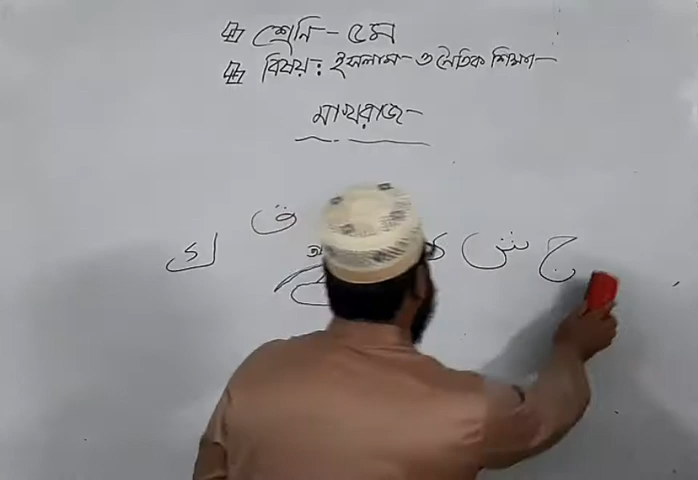 শ্রেনি - ৫ম
বিষয়: ইসলাম ও নৈতিক শিক্ষা
মাখরাজ
ج ش ق ك